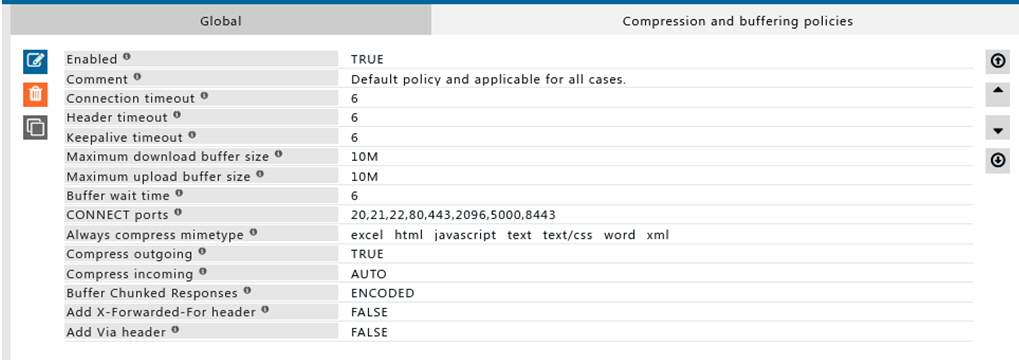 Global Compression and buffering policies
Enabled TRUE
Comment Default policy and applicable for all cases.
Connection timeout 6
Header timeout 6
Keepalive timeout 6
Maximum download buffer size 10M
Maximum upload buffer size 10M
Buffer wait time 6
CONNECT ports 20,21,22,80,443,2096,5000,8443
Always compress mimetype excel html javascript text text/css word xml
Compress outgoing TRUE
Compress incoming AUTO
Buffer Chunked Responses ENCODED
Add X-Forwarded-For header FALSE
Add Via header FALSE